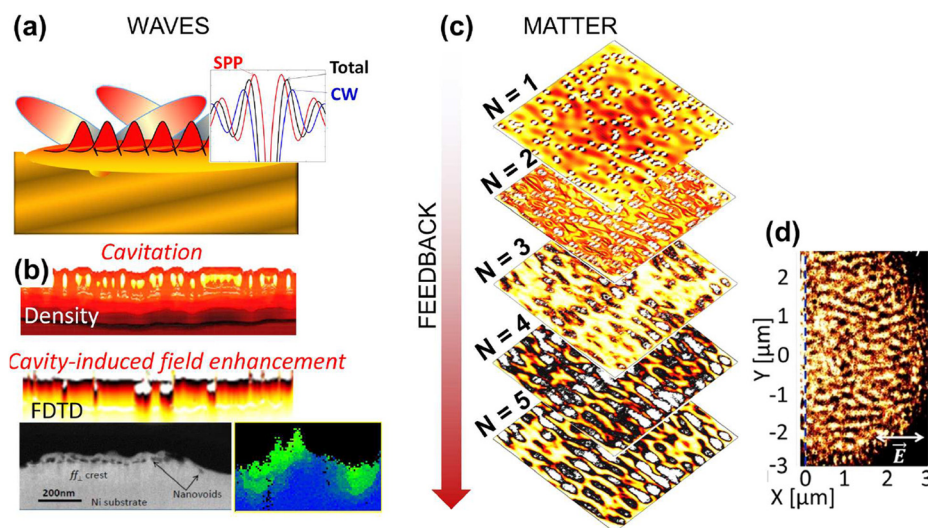 (a)
WAVES
SPP
Total
CW
Cavitation
(b)
Density
Cavity-induced field enhancement
FDTD
ff⊥ crest
200nm
Nanovoids
Ni substrate
(c)
MATTER
FEEDBACK
N = 1
N = 2
N = 3
N = 4
N = 5
(d)
2
1
0
-1
-2
-3
Y [µm]
E
0 1 2 3
X [µm]